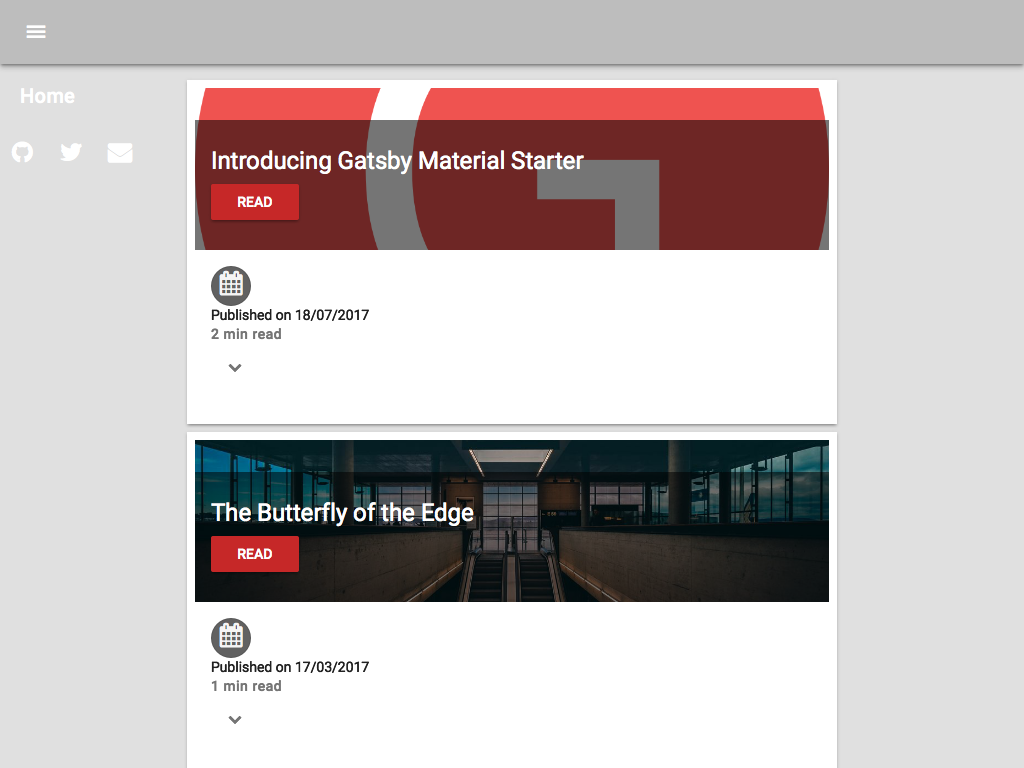 Home
Introducing Gatsby Material Starter
READ
Published on 18/07/2017
2 min read
The Butterfly of the Edge
READ
Published on 17/03/2017
1 min read